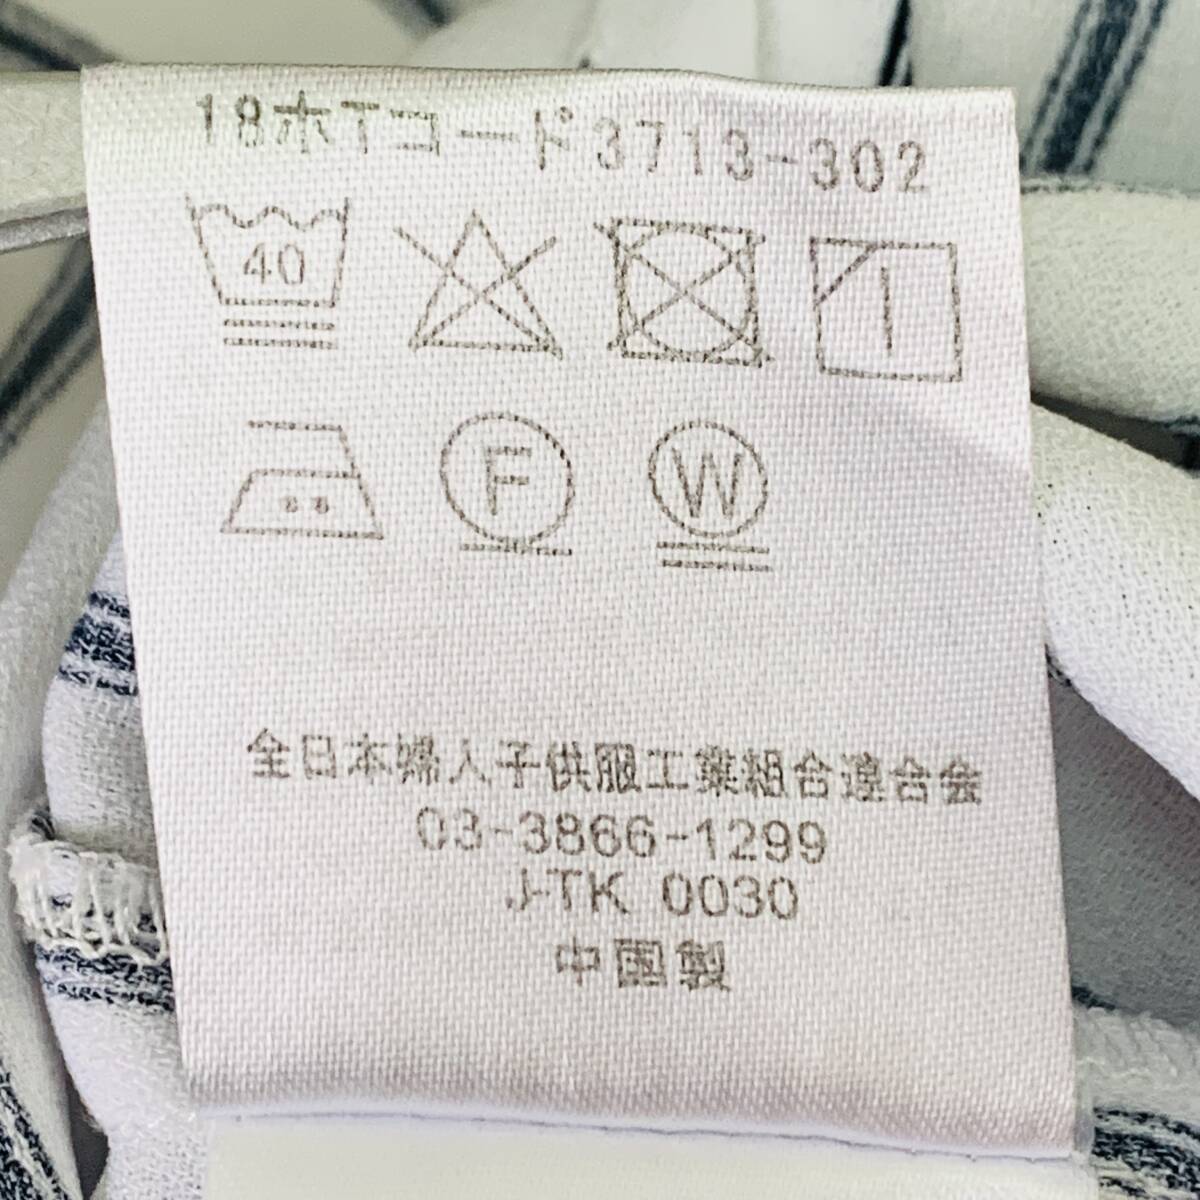 18ホTコード3713-302
40
F
W
全日本婦人子供服工業組合連合会
03-3866-1299
J-TK 0030
中国製